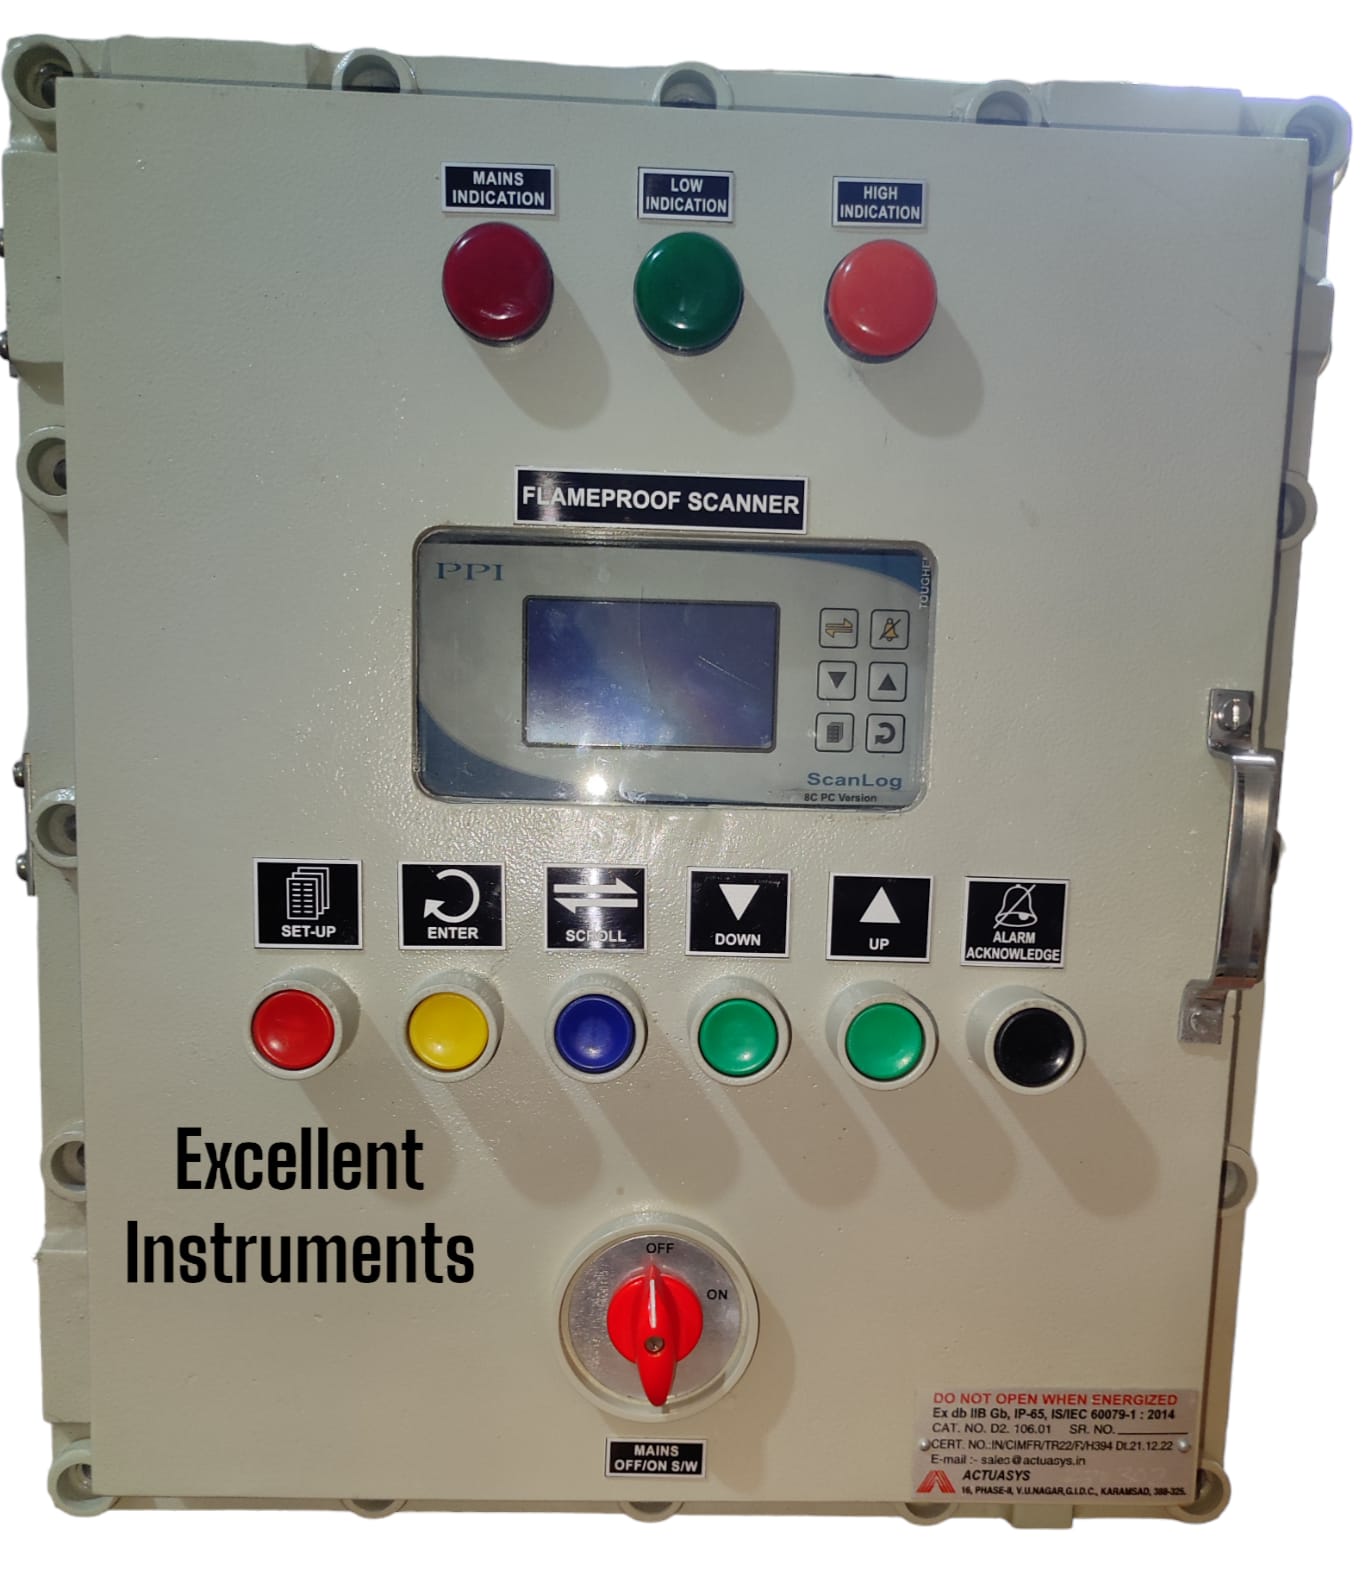 MAINS
INDICATION
LOW
INDICATION
HIGH
INDICATION
FLAMEPROOF SCANNER
PPI
ScanLog
8C PC Version
SET-UP
ENTER
SCROLL
DOWN
UP
ALARM
ACKNOWLEDGE
Excellent
Instruments
OFF
ON
MAINS
OFF/ON S/W
DO NOT OPEN WHEN ENERGIZED
Ex db IIB Gb, IP-65, IS/IEC 60079-1 : 2014
CAT. NO. D2. 106.01 SR. NO.
CERT. NO.:IN/CIMFR/TR22/F/H394 Dt.21.12.22
E-mail :- sales@actuasys.in
ACTUASYS
16, PHASE-II, V.U.NAGAR,G.I.D.C., KARAMSAD, 388-325.